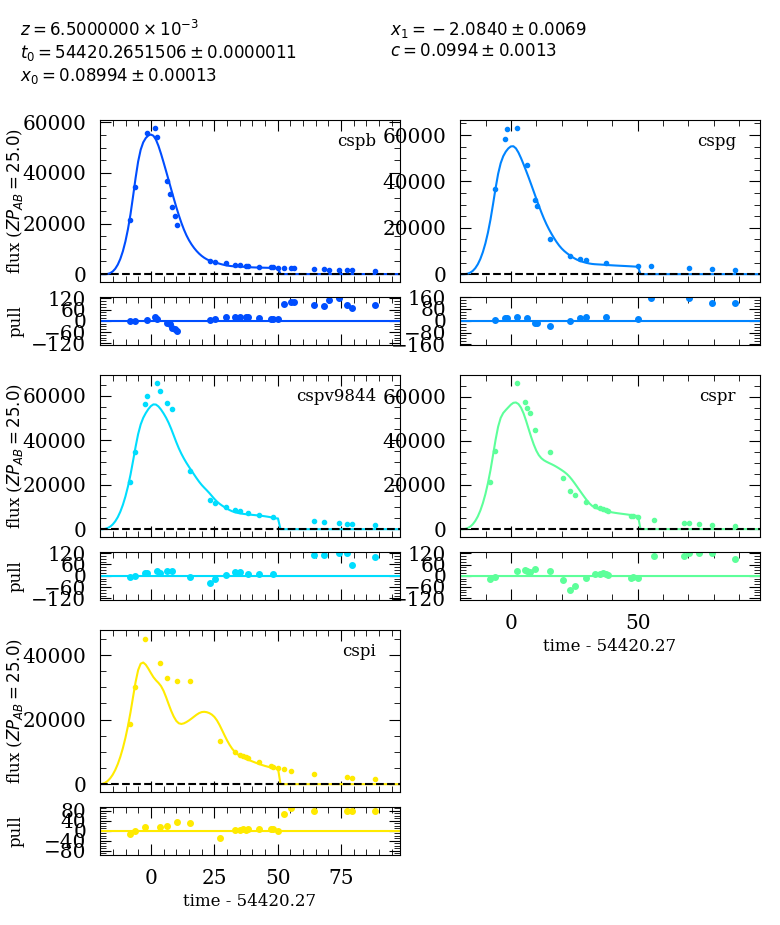 z = 6.5000000 × 10⁻³
t₀ = 54420.2651506 ± 0.0000011
x₀ = 0.08994 ± 0.00013
x₁ = −2.0840 ± 0.0069
c = 0.0994 ± 0.0013
flux (ZP_AB = 25.0)
60000
40000
20000
0
cspb
60000
40000
20000
0
cspg
pull
120
60
0
−60
−120
160
80
0
−80
−160
flux (ZP_AB = 25.0)
60000
40000
20000
0
cspv9844
60000
40000
20000
0
cspr
pull
120
60
0
−60
−120
120
60
0
−60
−120
0
50
time - 54420.27
flux (ZP_AB = 25.0)
40000
20000
0
cspi
pull
80
40
0
−40
−80
0
25
50
75
time - 54420.27